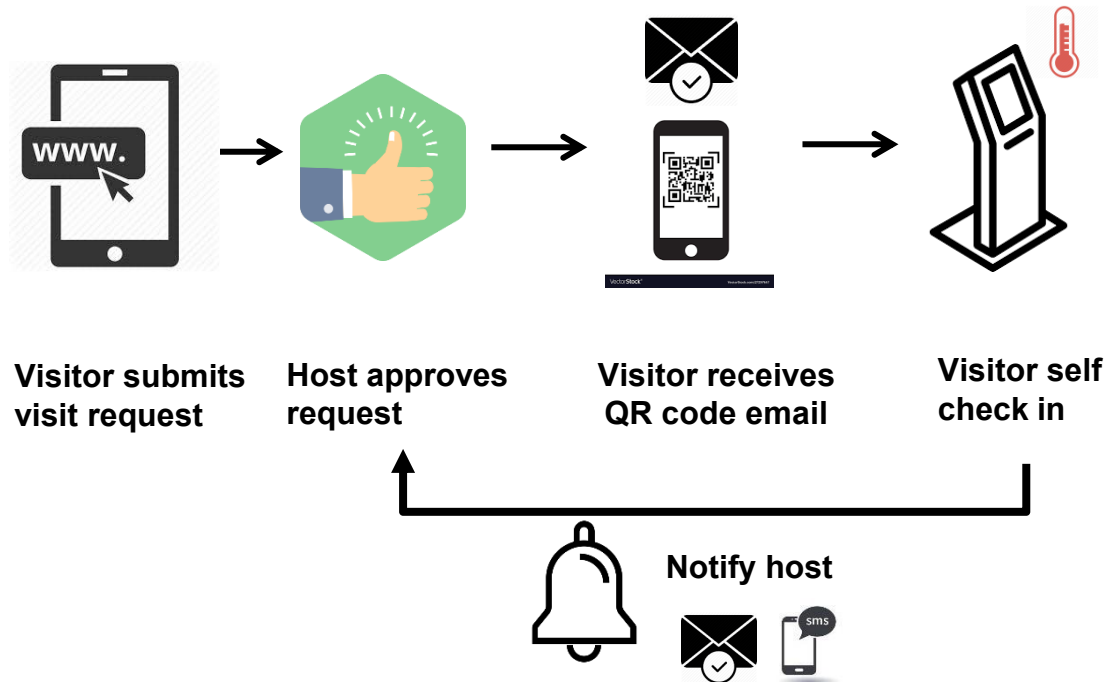 www.
VectorStock
Visitor submits
visit request
Host approves
request
Visitor receives
QR code email
Visitor self
check in
Notify host
sms